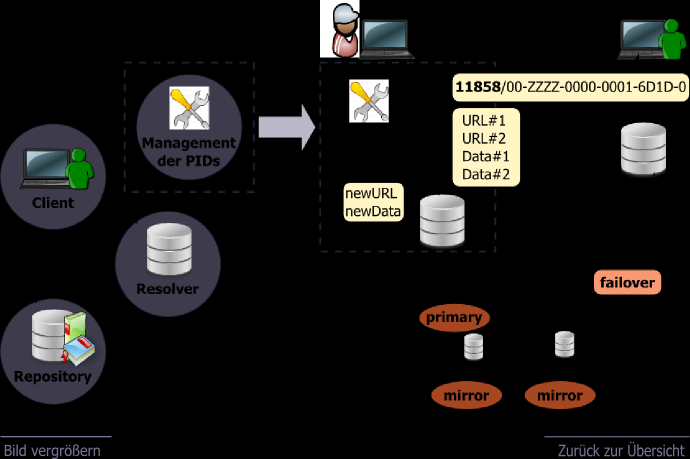 Management
der PIDs
Client
Resolver
Repository
11858/00-ZZZZ-0000-0001-6D1D-0
URL#1
URL#2
Data#1
Data#2
newURL
newData
failover
primary
mirror
mirror
Bild vergrößern
Zurück zur Übersicht